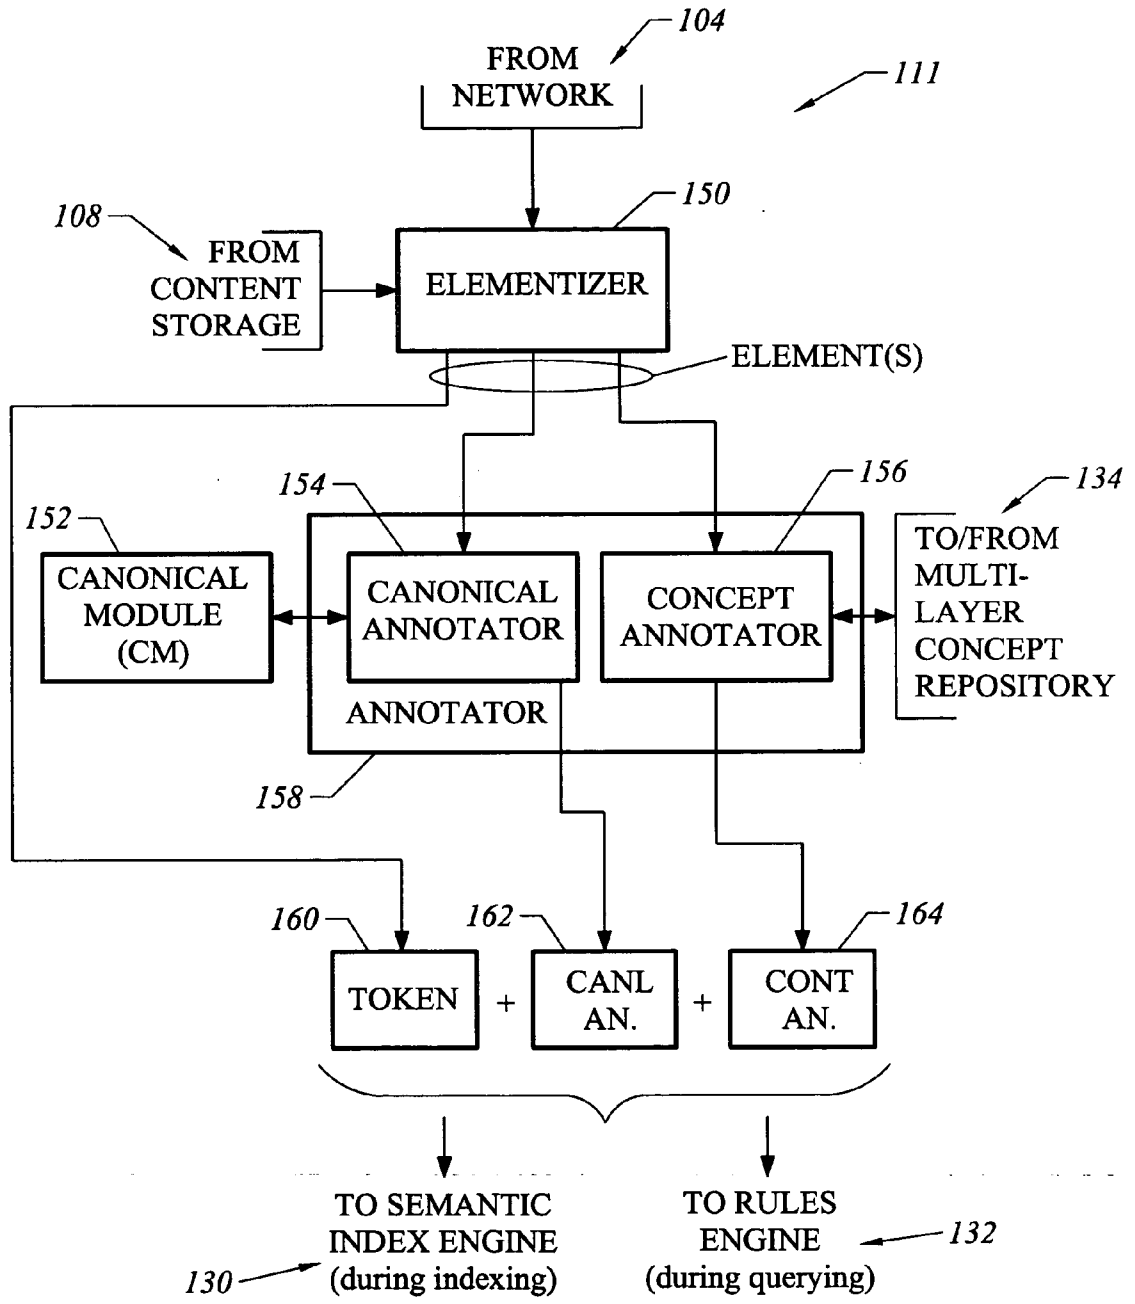 104
FROM
NETWORK
111
150
108
FROM
CONTENT
STORAGE
ELEMENTIZER
ELEMENT(S)
154
156
134
152
CANONICAL
MODULE
(CM)
CANONICAL
ANNOTATOR
CONCEPT
ANNOTATOR
TO/FROM
MULTI-
LAYER
CONCEPT
REPOSITORY
ANNOTATOR
158
160
162
164
TOKEN
+
CANL
AN.
+
CONT
AN.
TO SEMANTIC
INDEX ENGINE
(during indexing)
130
TO RULES
ENGINE
(during querying)
132